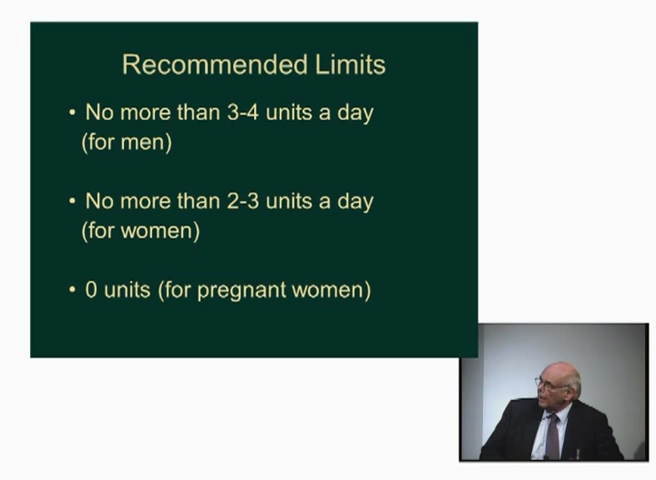 Recommended Limits
• No more than 3-4 units a day
(for men)
• No more than 2-3 units a day
(for women)
• 0 units (for pregnant women)